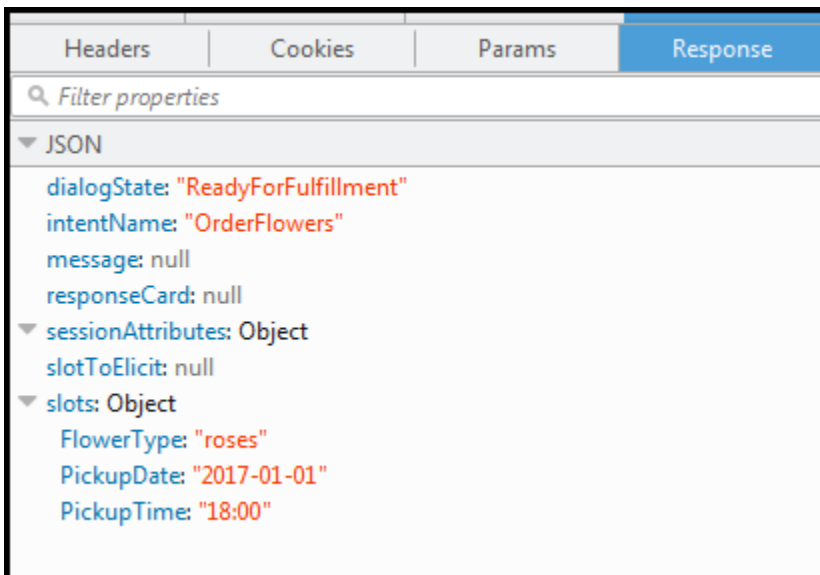 Headers Cookies Params Response
Filter properties
JSON
dialogState: "ReadyForFulfillment"
intentName: "OrderFlowers"
message: null
responseCard: null
sessionAttributes: Object
slotToElicit: null
slots: Object
FlowerType: "roses"
PickupDate: "2017-01-01"
PickupTime: "18:00"